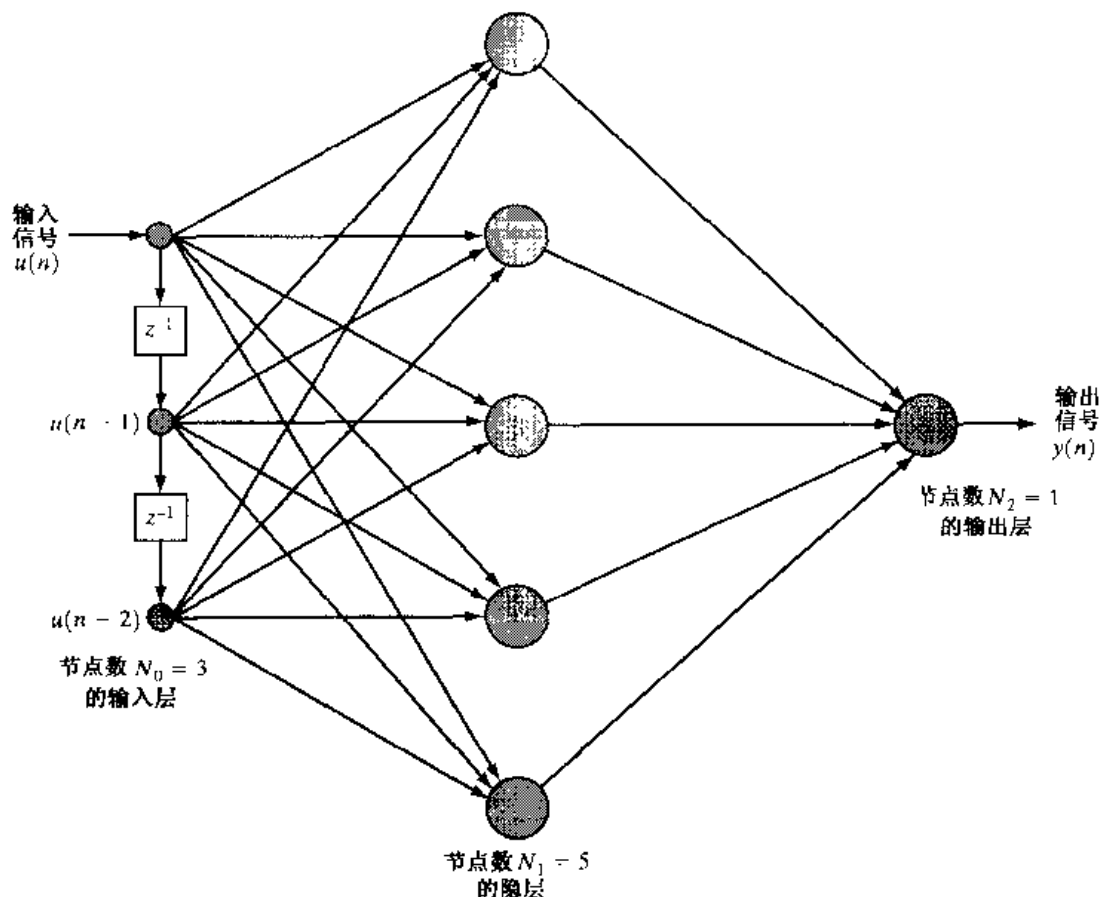 输入
信号
u(n)
z⁻¹
u(n - 1)
z⁻¹
u(n - 2)
节点数 N₀ = 3
的输入层
节点数 N₁ = 5
的隐层
输出
信号
y(n)
节点数 N₂ = 1
的输出层